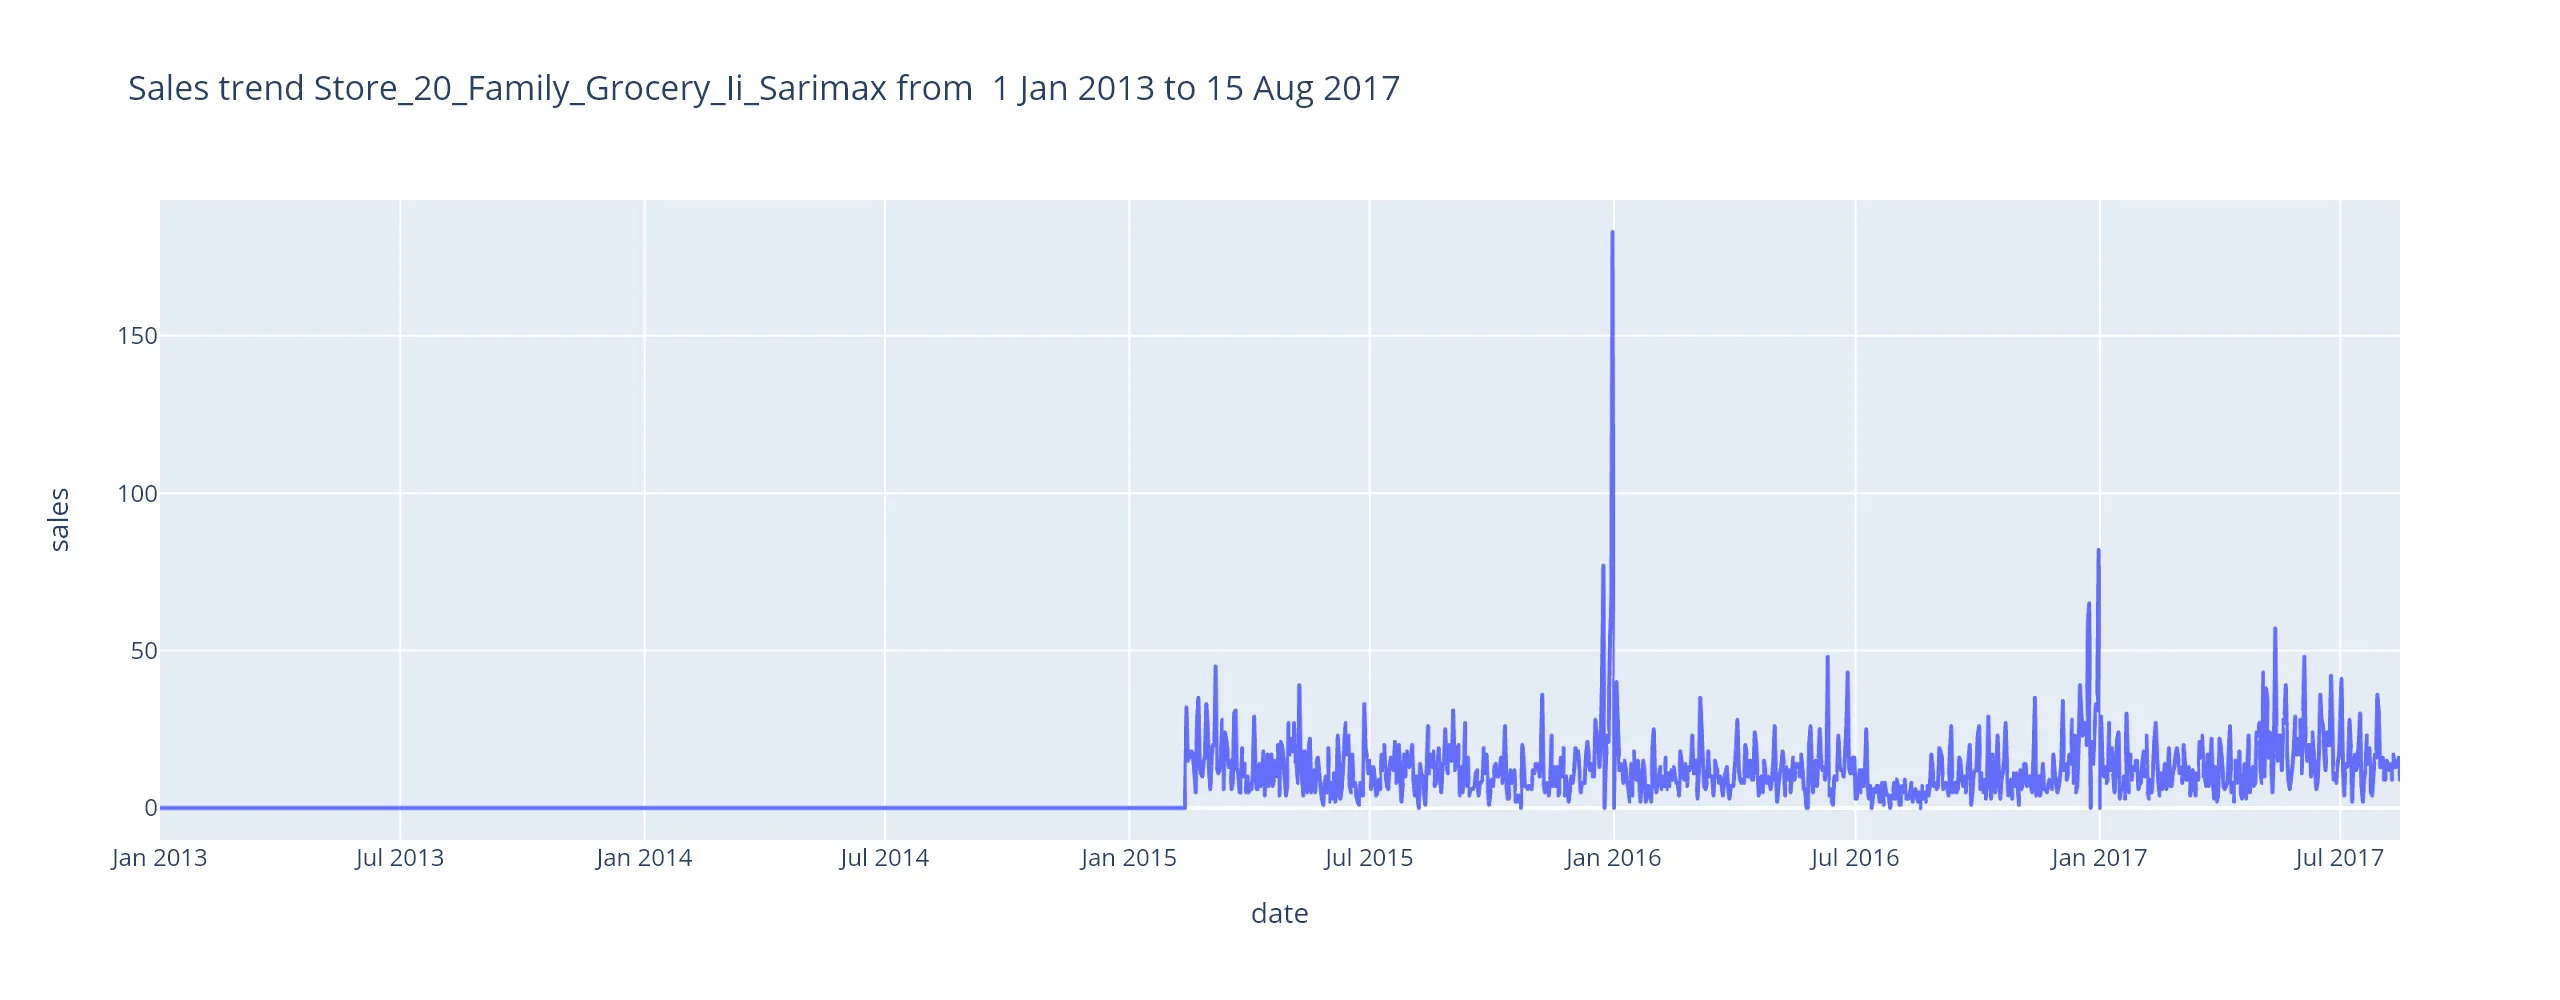 Sales trend Store_20_Family_Grocery_Ii_Sarimax from  1 Jan 2013 to 15 Aug 2017
150
100
50
0
sales
Jan 2013 Jul 2013 Jan 2014 Jul 2014 Jan 2015 Jul 2015 Jan 2016 Jul 2016 Jan 2017 Jul 2017
date